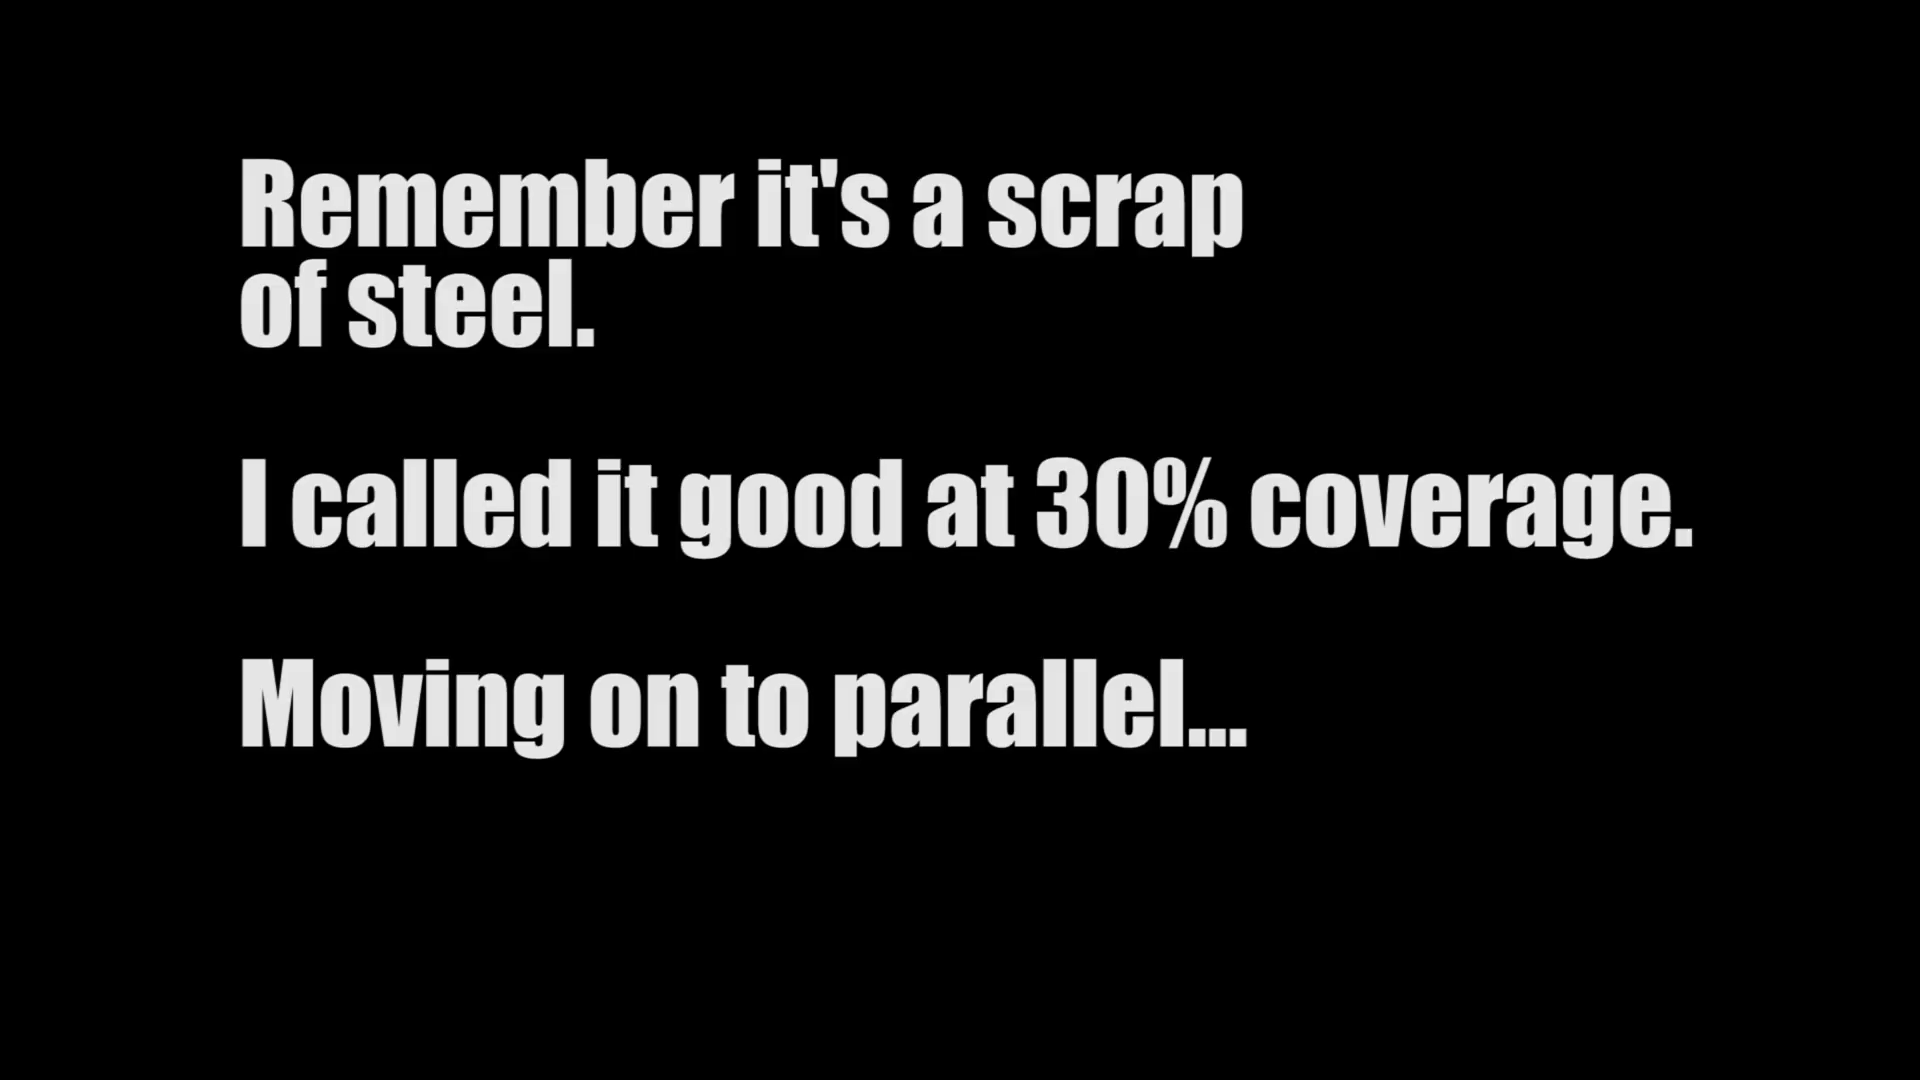 Remember it's a scrap
of steel.
I called it good at 30% coverage.
Moving on to parallel...